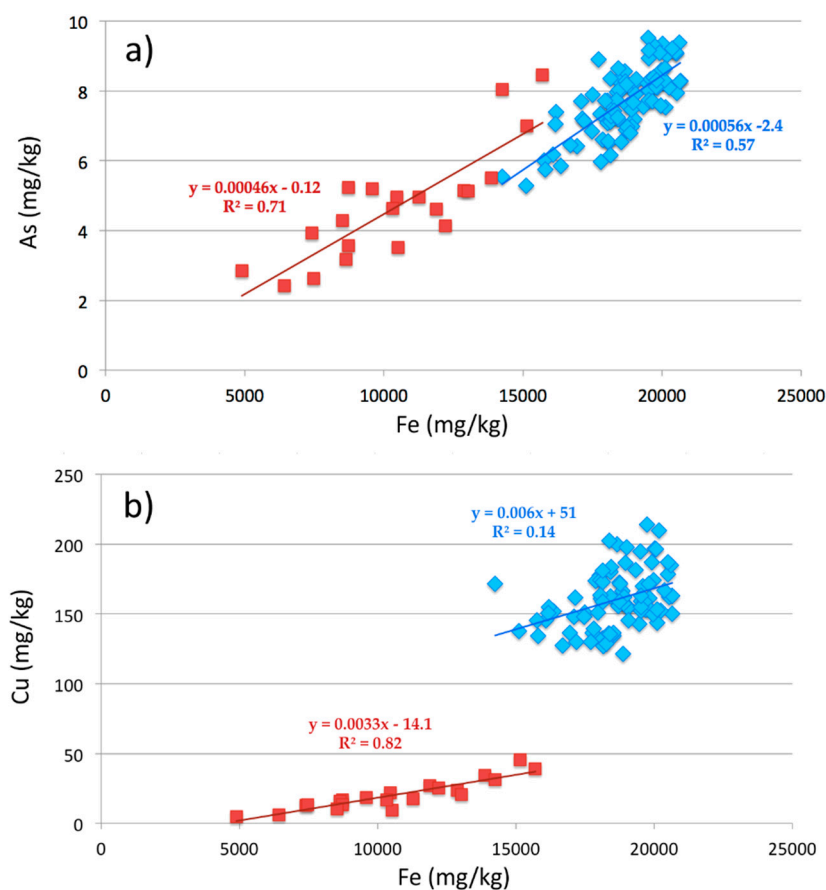 a)
As (mg/kg)
10
8
6
4
2
0
y = 0.00046x - 0.12
R² = 0.71
y = 0.00056x -2.4
R² = 0.57
0 5000 10000 15000 20000 25000
Fe (mg/kg)
b)
Cu (mg/kg)
250
200
150
100
50
0
y = 0.006x + 51
R² = 0.14
y = 0.0033x - 14.1
R² = 0.82
0 5000 10000 15000 20000 25000
Fe (mg/kg)